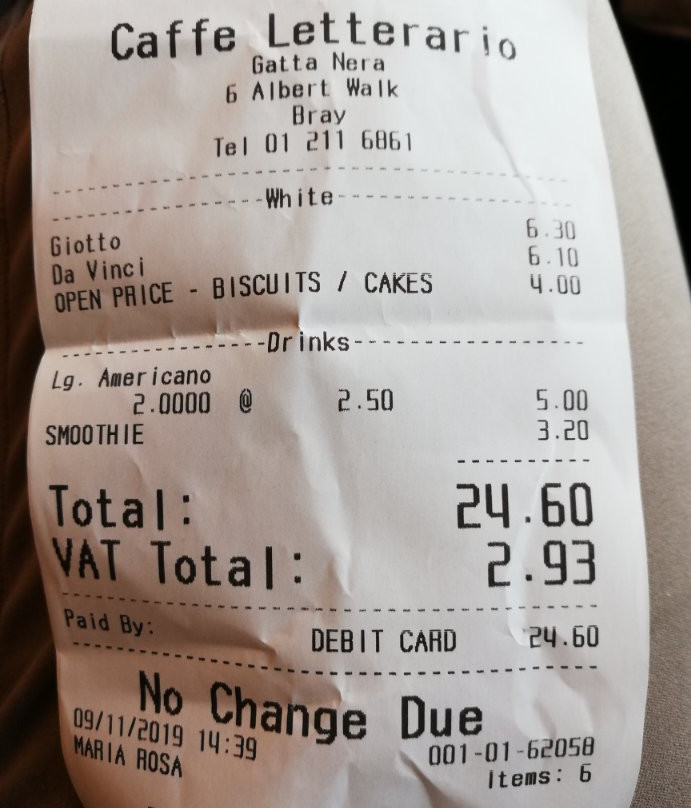 Caffe Letterario
Gatta Nera
6 Albert Walk
Bray
Tel 01 211 6861
White
Giotto 6.30
Da Vinci 6.10
OPEN PRICE - BISCUITS / CAKES 4.00
Drinks
Lg. Americano
2.0000 @ 2.50 5.00
SMOOTHIE 3.20
Total: 24.60
VAT Total: 2.93
Paid By:
DEBIT CARD 24.60
No Change Due
09/11/2019 14:39 001-01-62058
MARIA ROSA Items: 6